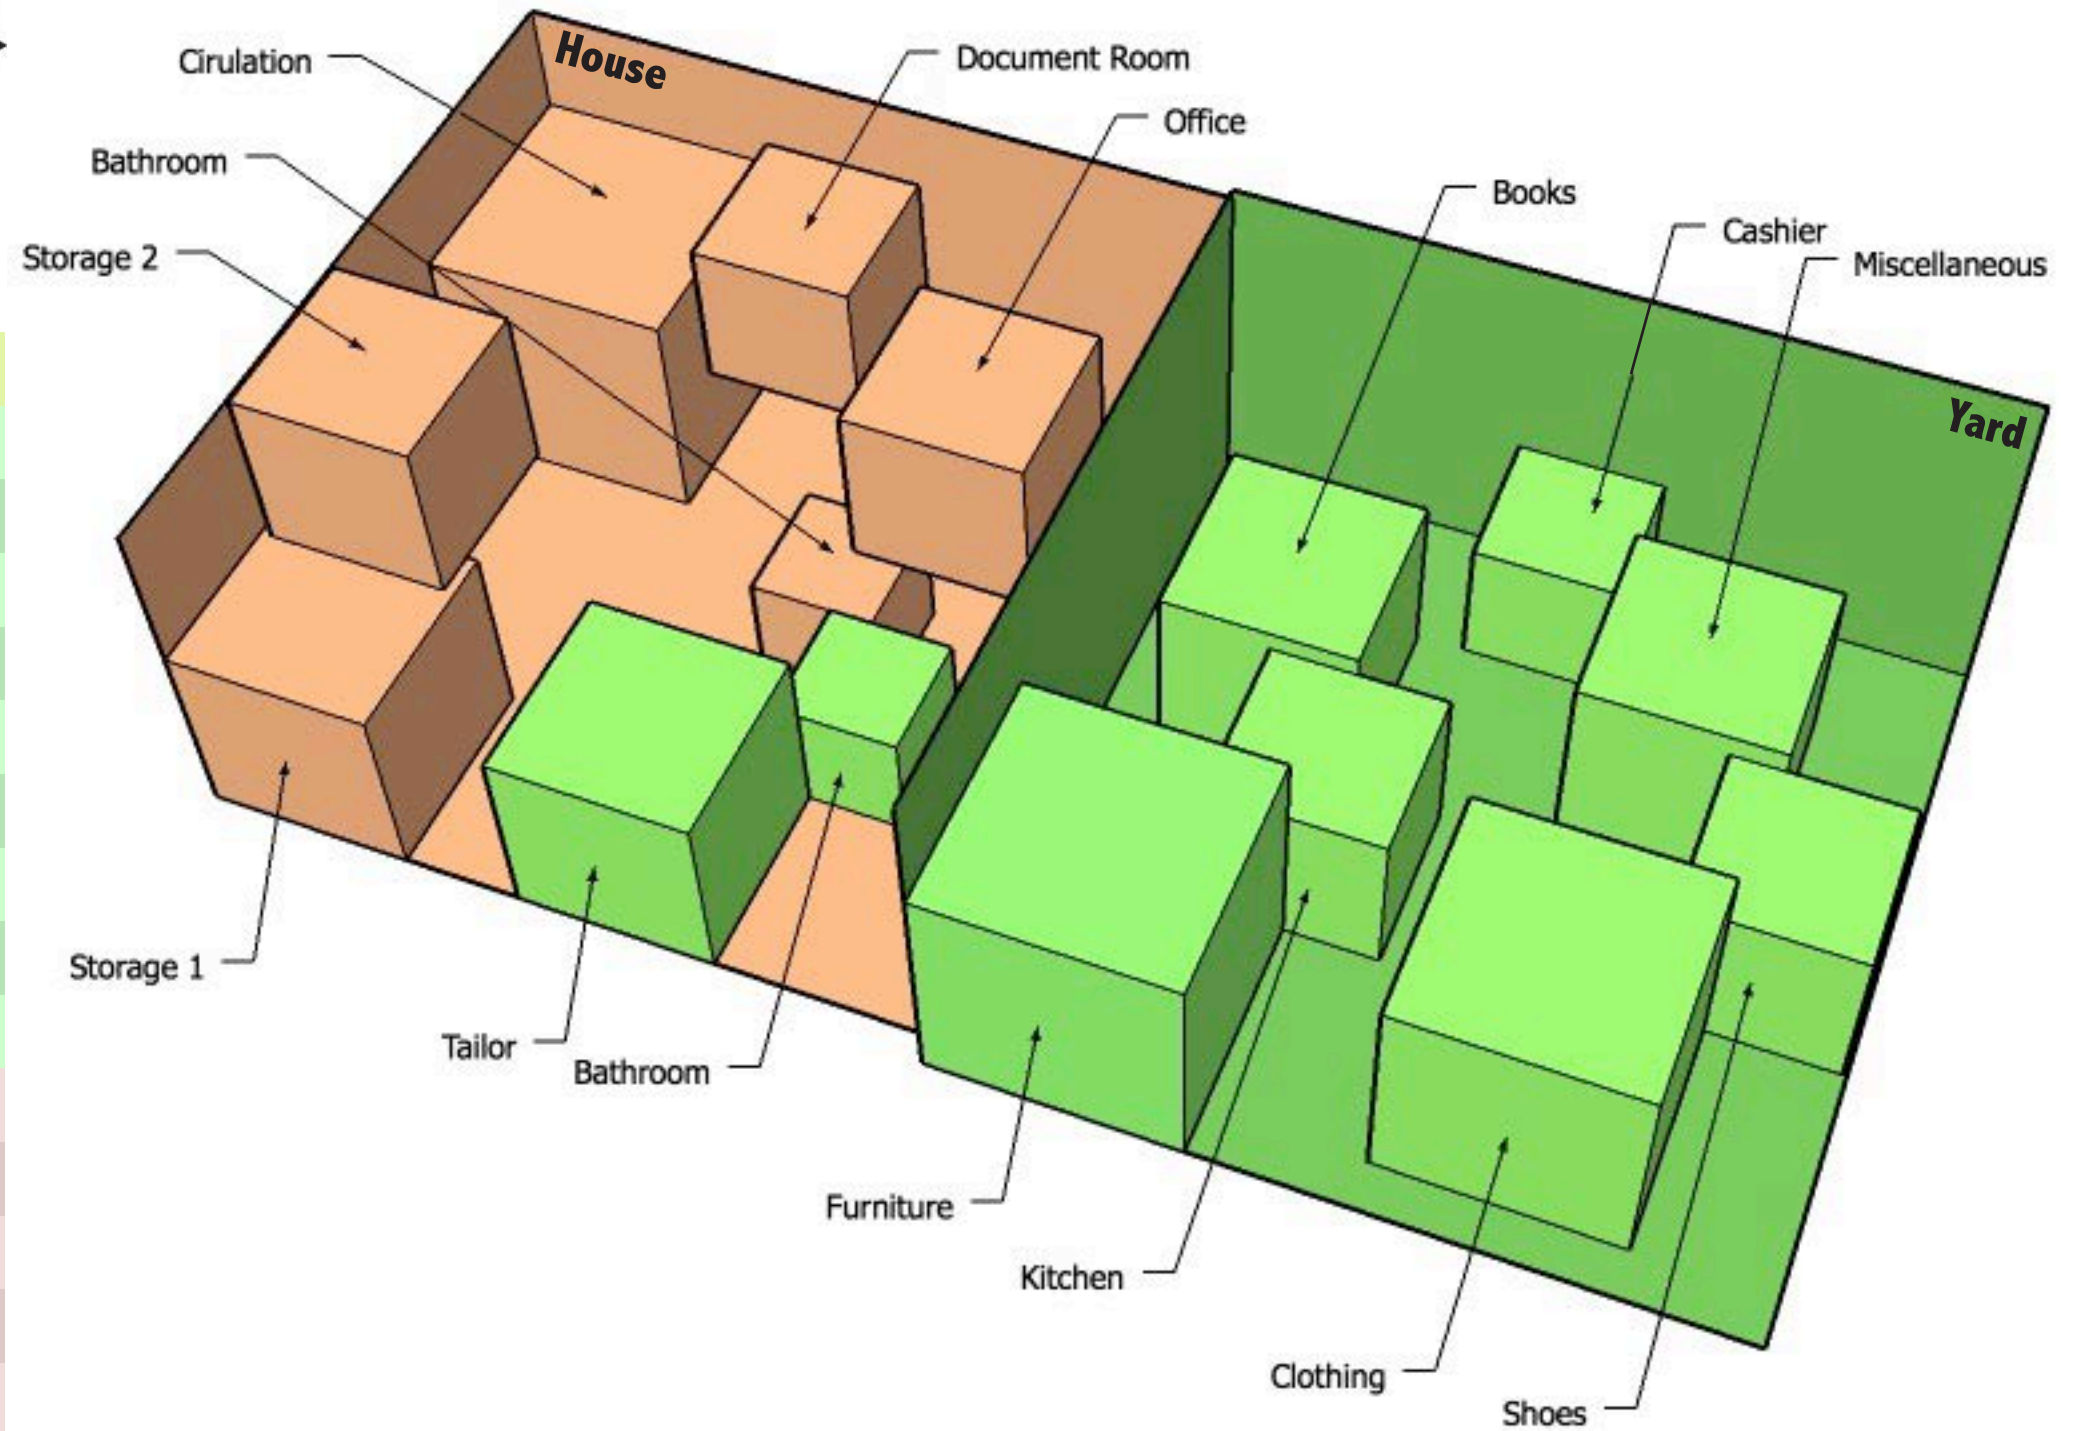 House
Cirulation
Document Room
Office
Bathroom
Books
Cashier
Storage 2
Miscellaneous
Yard
Storage 1
Tailor
Bathroom
Furniture
Kitchen
Clothing
Shoes